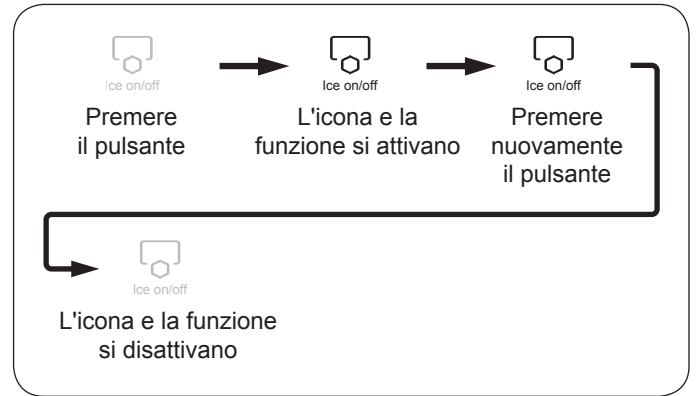 Ice on/off
Ice on/off
Ice on/off
Premere
il pulsante
L'icona e la
funzione si attivano
Premere
nuovamente
il pulsante
Ice on/off
L'icona e la funzione
si disattivano